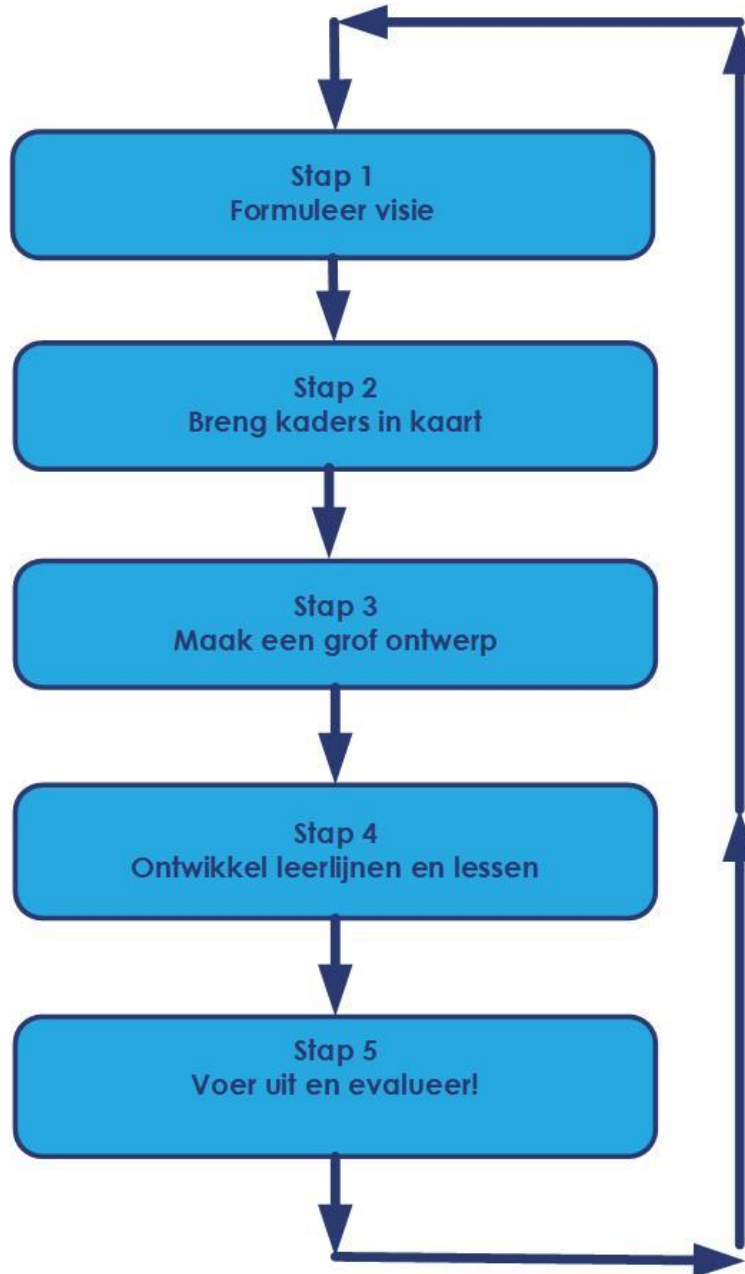 Stap 1
Formuleer visie
Stap 2
Breng kaders in kaart
Stap 3
Maak een grof ontwerp
Stap 4
Ontwikkel leerlijnen en lessen
Stap 5
Voer uit en evalueer!